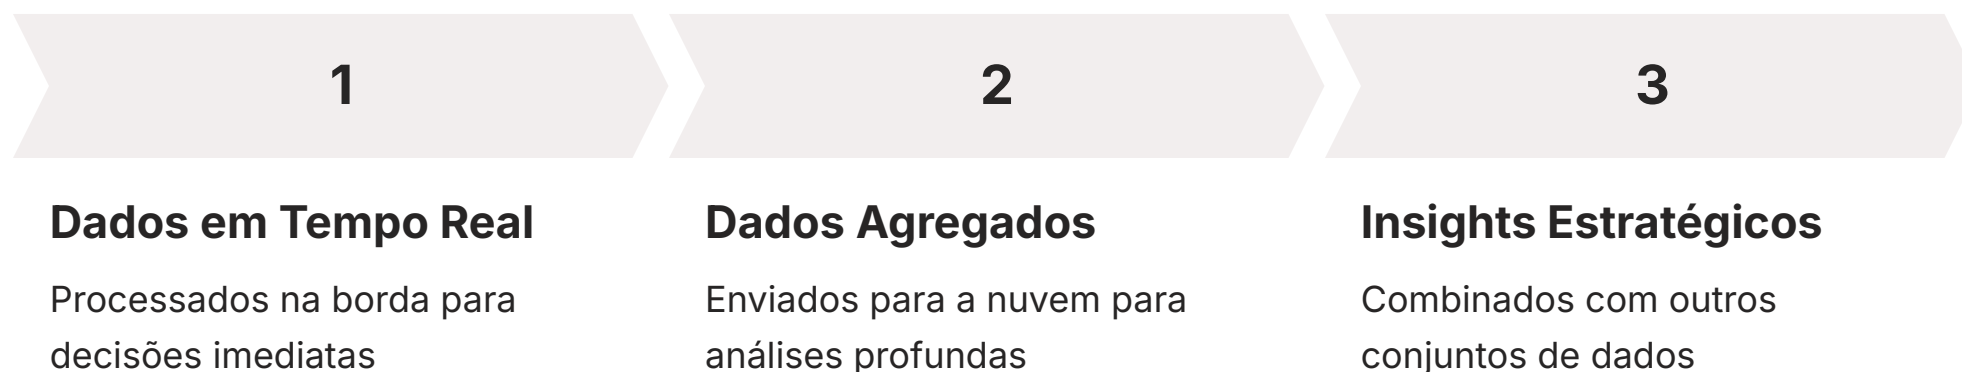 1
Dados em Tempo Real
Processados na borda para
decisões imediatas
2
Dados Agregados
Enviados para a nuvem para
análises profundas
3
Insights Estratégicos
Combinados com outros
conjuntos de dados